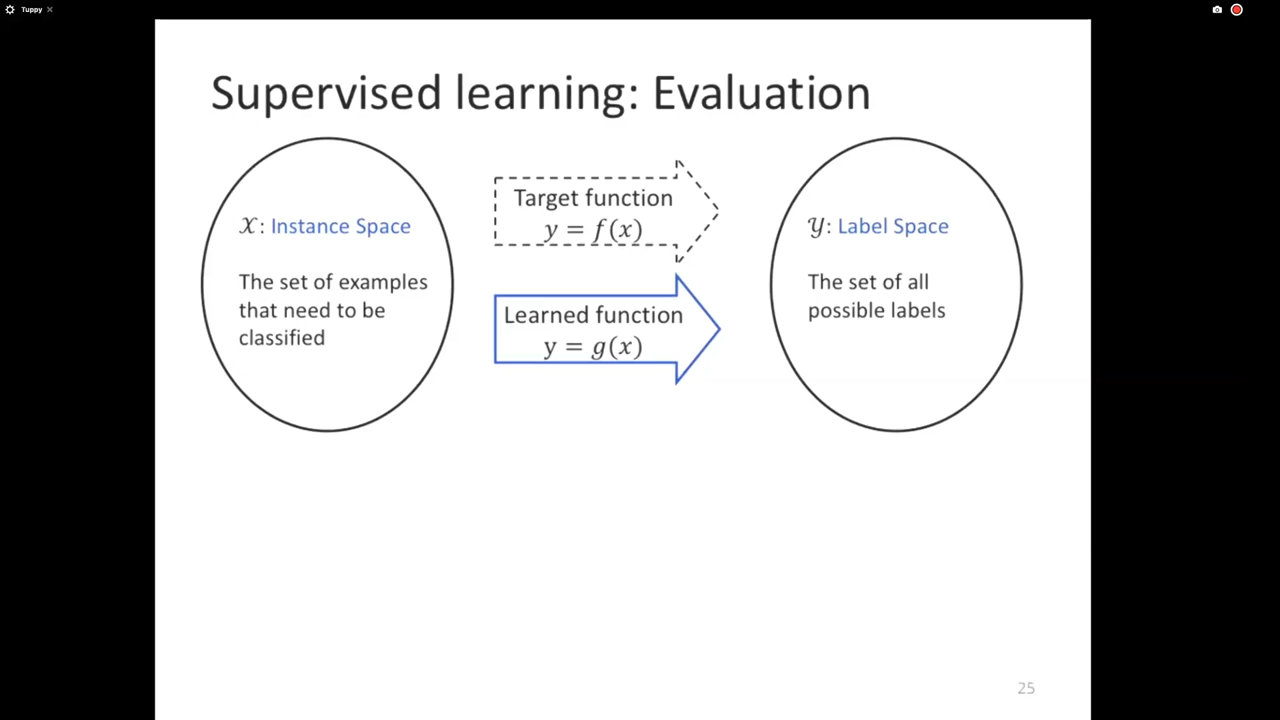 Tuppy
Supervised learning: Evaluation
𝒳: Instance Space
The set of examples
that need to be
classified
Target function
y = f(x)
Learned function
y = g(x)
𝒴: Label Space
The set of all
possible labels
25